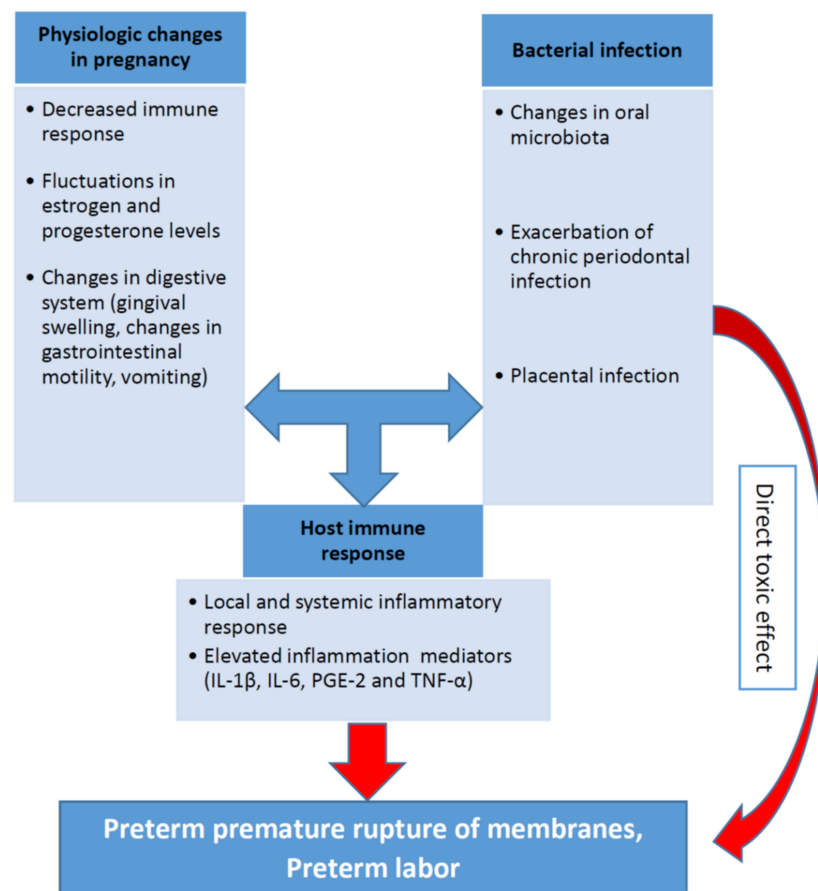 Physiologic changes
in pregnancy
• Decreased immune
response
• Fluctuations in
estrogen and
progesterone levels
• Changes in digestive
system (gingival
swelling, changes in
gastrointestinal
motility, vomiting)
Bacterial infection
• Changes in oral
microbiota
• Exacerbation of
chronic periodontal
infection
• Placental infection
Host immune
response
• Local and systemic inflammatory
response
• Elevated inflammation mediators
(IL-1β, IL-6, PGE-2 and TNF-α)
Direct toxic effect
Preterm premature rupture of membranes,
Preterm labor